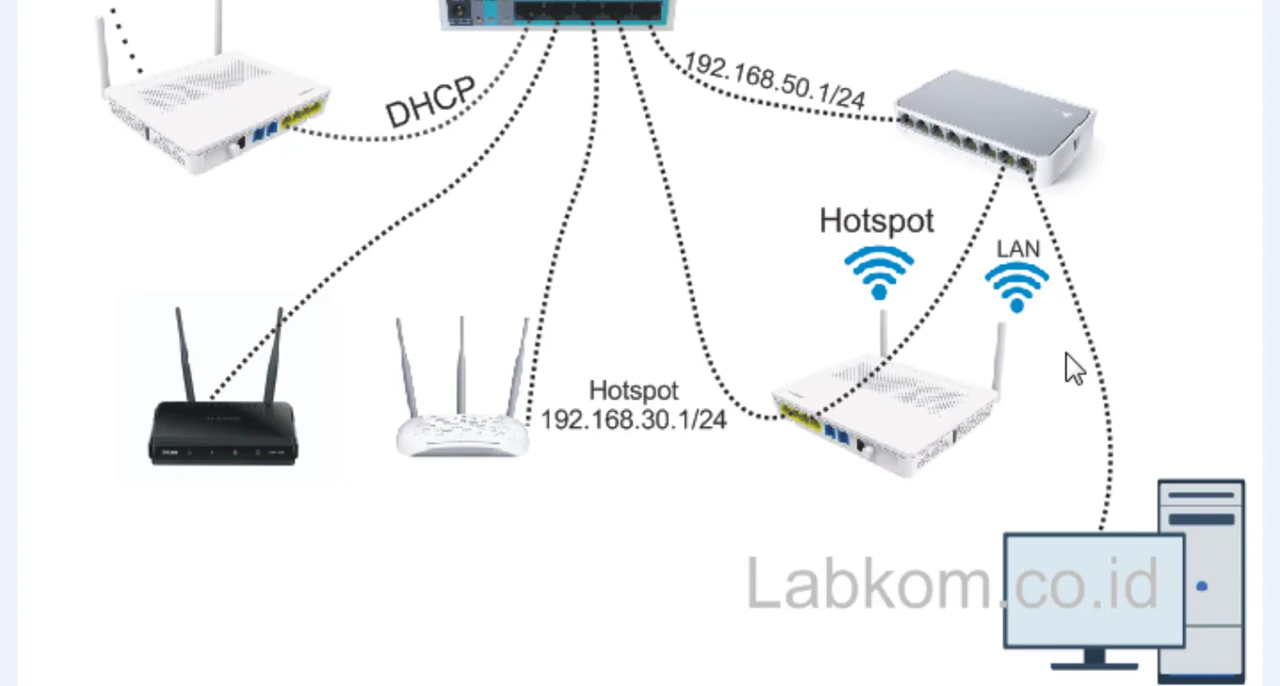 DHCP
192.168.50.1/24
Hotspot
LAN
Hotspot
192.168.30.1/24
Labkom.co.id